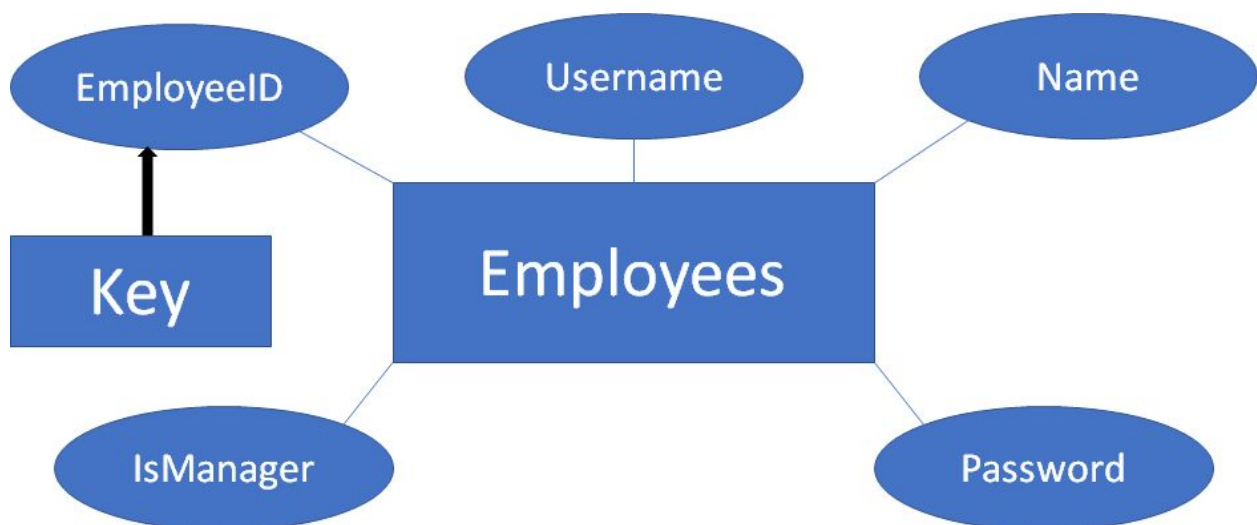 EmployeeID
Username
Name
Key
Employees
IsManager
Password